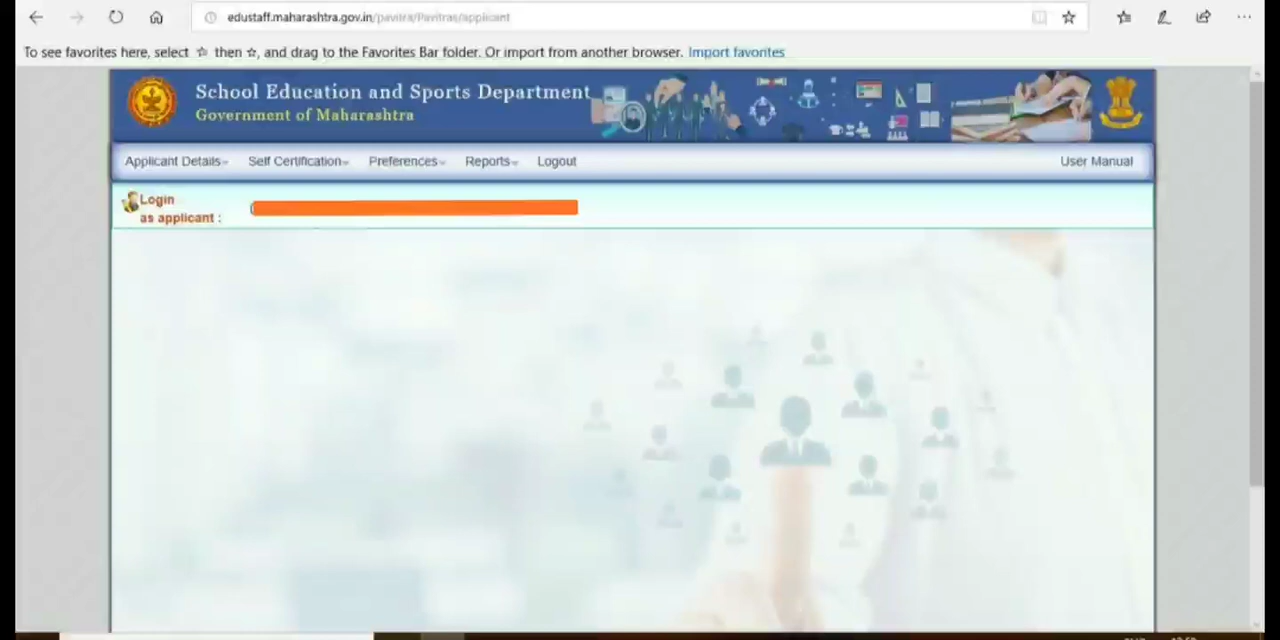 edustaff.maharashtra.gov.in/pavitra/Pavitras/applicant
To see favorites here, select then, and drag to the Favorites Bar folder. Or import from another browser. Import favorites
School Education and Sports Department
Government of Maharashtra
Applicant Details Self Certification Preferences Reports Logout User Manual
Login
as applicant :